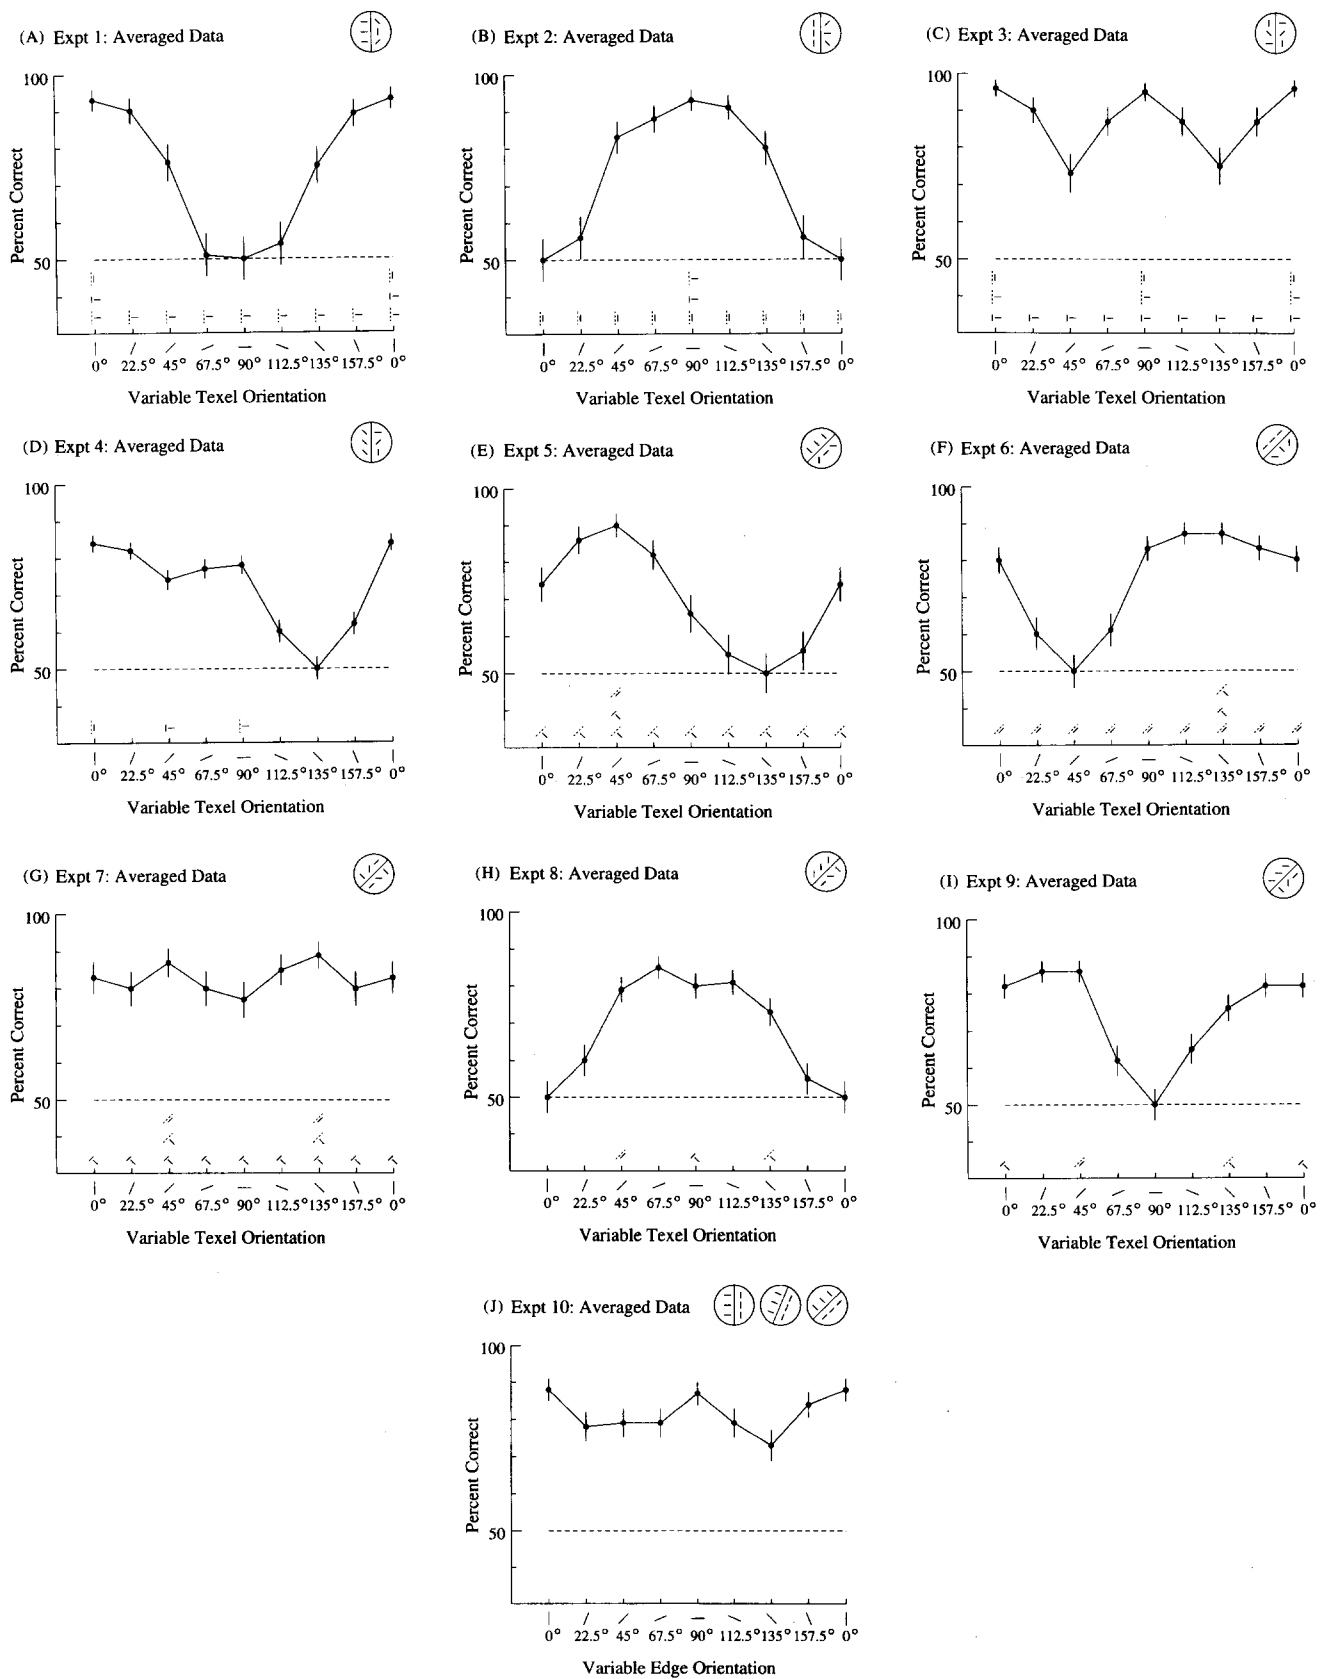 (A) Expt 1: Averaged Data
100
50
Percent Correct
0° 22.5° 45° 67.5° 90° 112.5° 135° 157.5° 0°
Variable Texel Orientation
(B) Expt 2: Averaged Data
100
50
Percent Correct
0° 22.5° 45° 67.5° 90° 112.5° 135° 157.5° 0°
Variable Texel Orientation
(C) Expt 3: Averaged Data
100
50
Percent Correct
0° 22.5° 45° 67.5° 90° 112.5° 135° 157.5° 0°
Variable Texel Orientation
(D) Expt 4: Averaged Data
100
50
Percent Correct
0° 22.5° 45° 67.5° 90° 112.5° 135° 157.5° 0°
Variable Texel Orientation
(E) Expt 5: Averaged Data
100
50
Percent Correct
0° 22.5° 45° 67.5° 90° 112.5° 135° 157.5° 0°
Variable Texel Orientation
(F) Expt 6: Averaged Data
100
50
Percent Correct
0° 22.5° 45° 67.5° 90° 112.5° 135° 157.5° 0°
Variable Texel Orientation
(G) Expt 7: Averaged Data
100
50
Percent Correct
0° 22.5° 45° 67.5° 90° 112.5° 135° 157.5° 0°
Variable Texel Orientation
(H) Expt 8: Averaged Data
100
50
Percent Correct
0° 22.5° 45° 67.5° 90° 112.5° 135° 157.5° 0°
Variable Texel Orientation
(I) Expt 9: Averaged Data
100
50
Percent Correct
0° 22.5° 45° 67.5° 90° 112.5° 135° 157.5° 0°
Variable Texel Orientation
(J) Expt 10: Averaged Data
100
50
Percent Correct
0° 22.5° 45° 67.5° 90° 112.5° 135° 157.5° 0°
Variable Edge Orientation